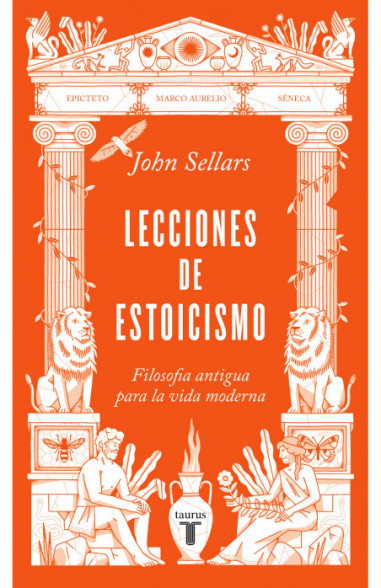 EPICTETO MARCO AURELIO SÉNECA
John Sellars
LECCIONES
DE
ESTOICISMO
Filosofía antigua
para la vida moderna
taurus
T